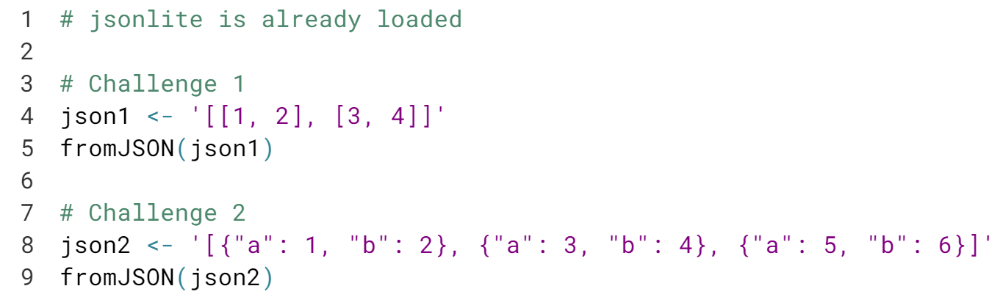 1 # jsonlite is already loaded
2
3 # Challenge 1
4 json1 <- '[[1, 2], [3, 4]]'
5 fromJSON(json1)
6
7 # Challenge 2
8 json2 <- '[{"a": 1, "b": 2}, {"a": 3, "b": 4}, {"a": 5, "b": 6}]'
9 fromJSON(json2)